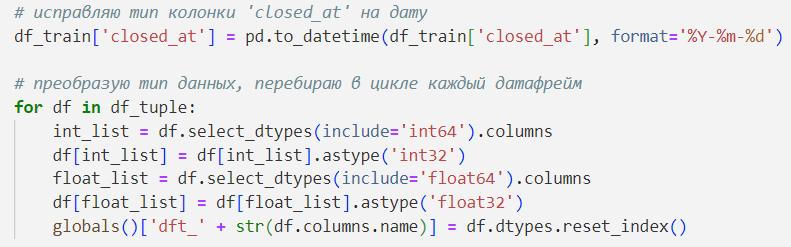 # исправляю тип колонки 'closed_at' на дату
df_train['closed_at'] = pd.to_datetime(df_train['closed_at'], format='%Y-%m-%d')

# преобразую тип данных, перебираю в цикле каждый датафрейм
for df in df_tuple:
    int_list = df.select_dtypes(include='int64').columns
    df[int_list] = df[int_list].astype('int32')
    float_list = df.select_dtypes(include='float64').columns
    df[float_list] = df[float_list].astype('float32')
    globals()['dft_' + str(df.columns.name)] = df.dtypes.reset_index()